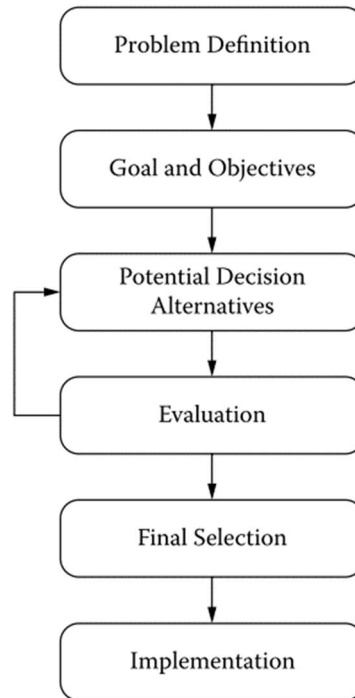 Problem Definition
Goal and Objectives
Potential Decision
Alternatives
Evaluation
Final Selection
Implementation